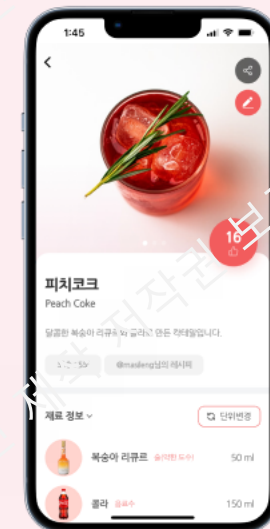 1:45
16
피치코크
Peach Coke
달콤한 복숭아 리큐르와 콜라로 만든 칵테일입니다.
@masileng님의 레시피
재료 정보
단위변경
복숭아 리큐르
50 ml
콜라 음료수
150 ml